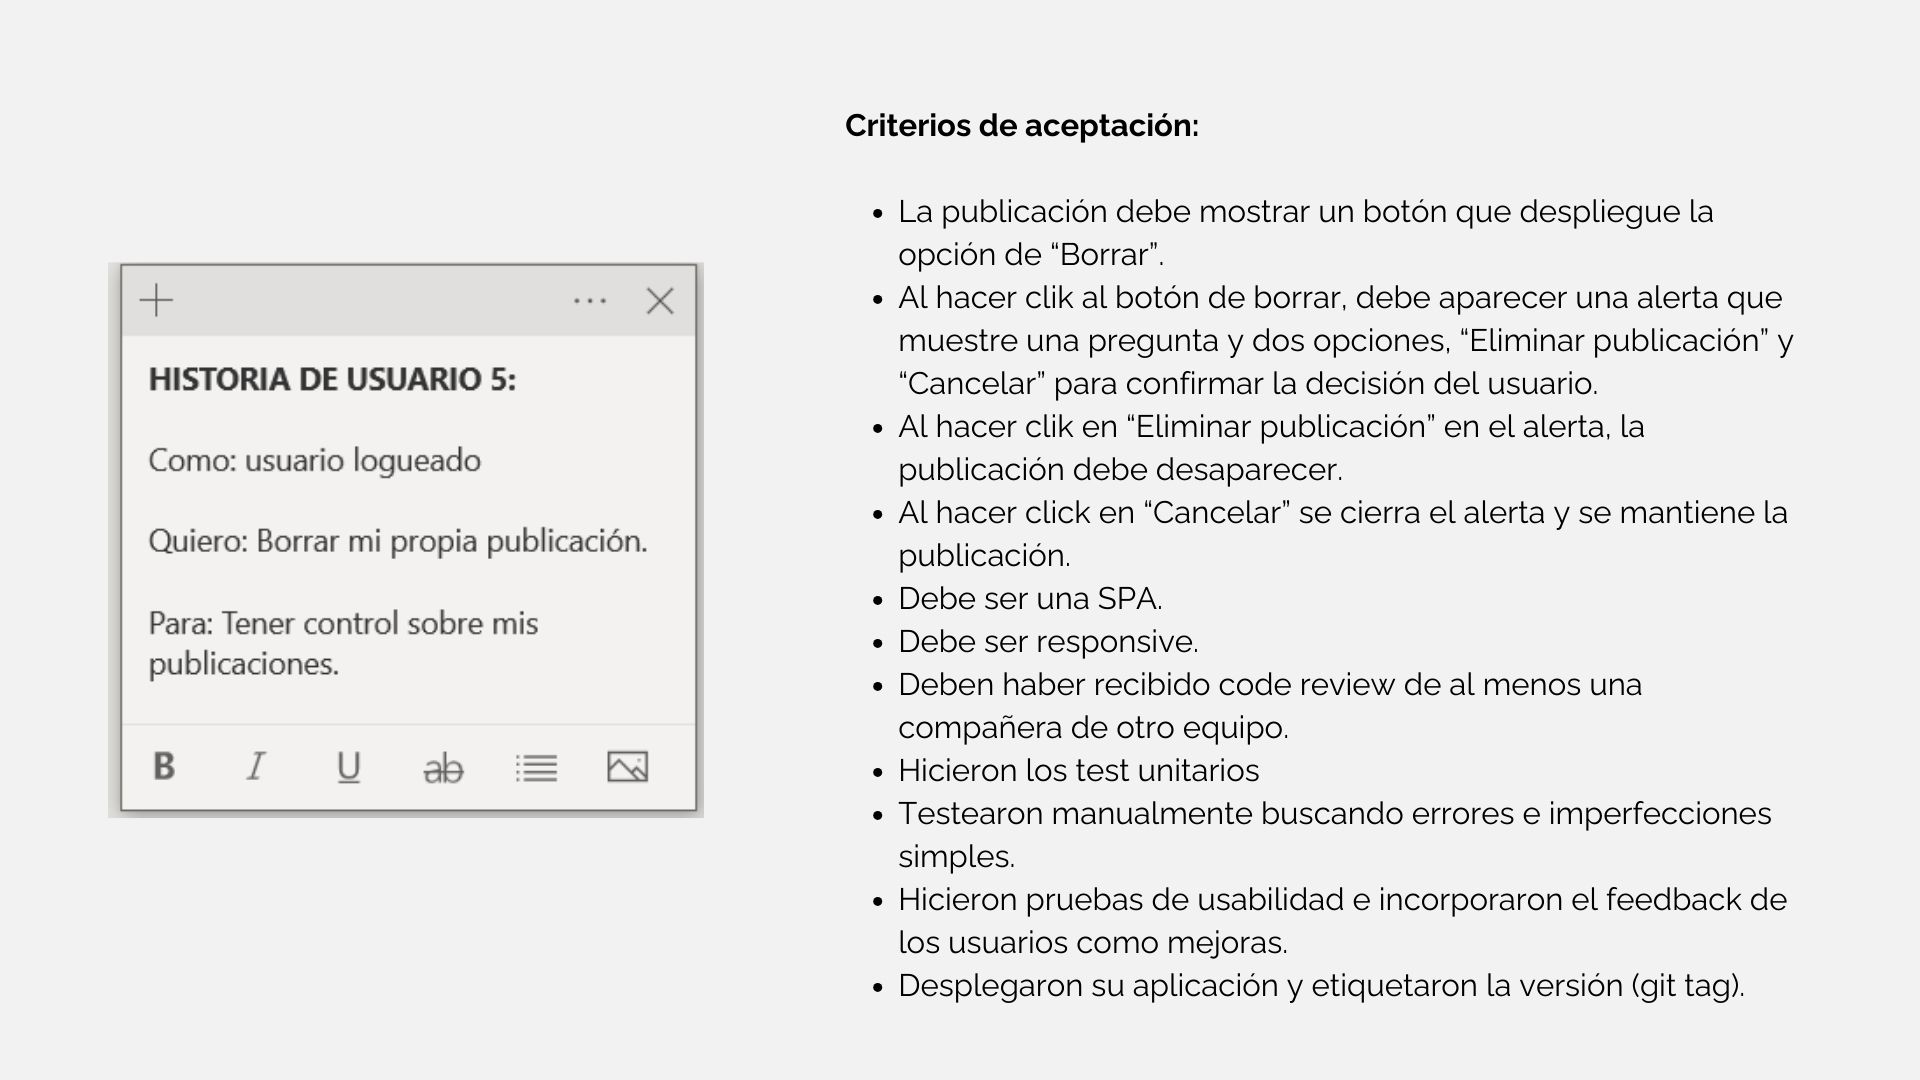 HISTORIA DE USUARIO 5:
Como: usuario logueado
Quiero: Borrar mi propia publicación.
Para: Tener control sobre mis
publicaciones.
B I U ab
Criterios de aceptación:
• La publicación debe mostrar un botón que despliegue la
opción de “Borrar”.
• Al hacer clik al botón de borrar, debe aparecer una alerta que
muestre una pregunta y dos opciones, “Eliminar publicación” y
“Cancelar” para confirmar la decisión del usuario.
• Al hacer clik en “Eliminar publicación” en el alerta, la
publicación debe desaparecer.
• Al hacer click en “Cancelar” se cierra el alerta y se mantiene la
publicación.
• Debe ser una SPA.
• Debe ser responsive.
• Deben haber recibido code review de al menos una
compañera de otro equipo.
• Hicieron los test unitarios
• Testearon manualmente buscando errores e imperfecciones
simples.
• Hicieron pruebas de usabilidad e incorporaron el feedback de
los usuarios como mejoras.
• Desplegaron su aplicación y etiquetaron la versión (git tag).